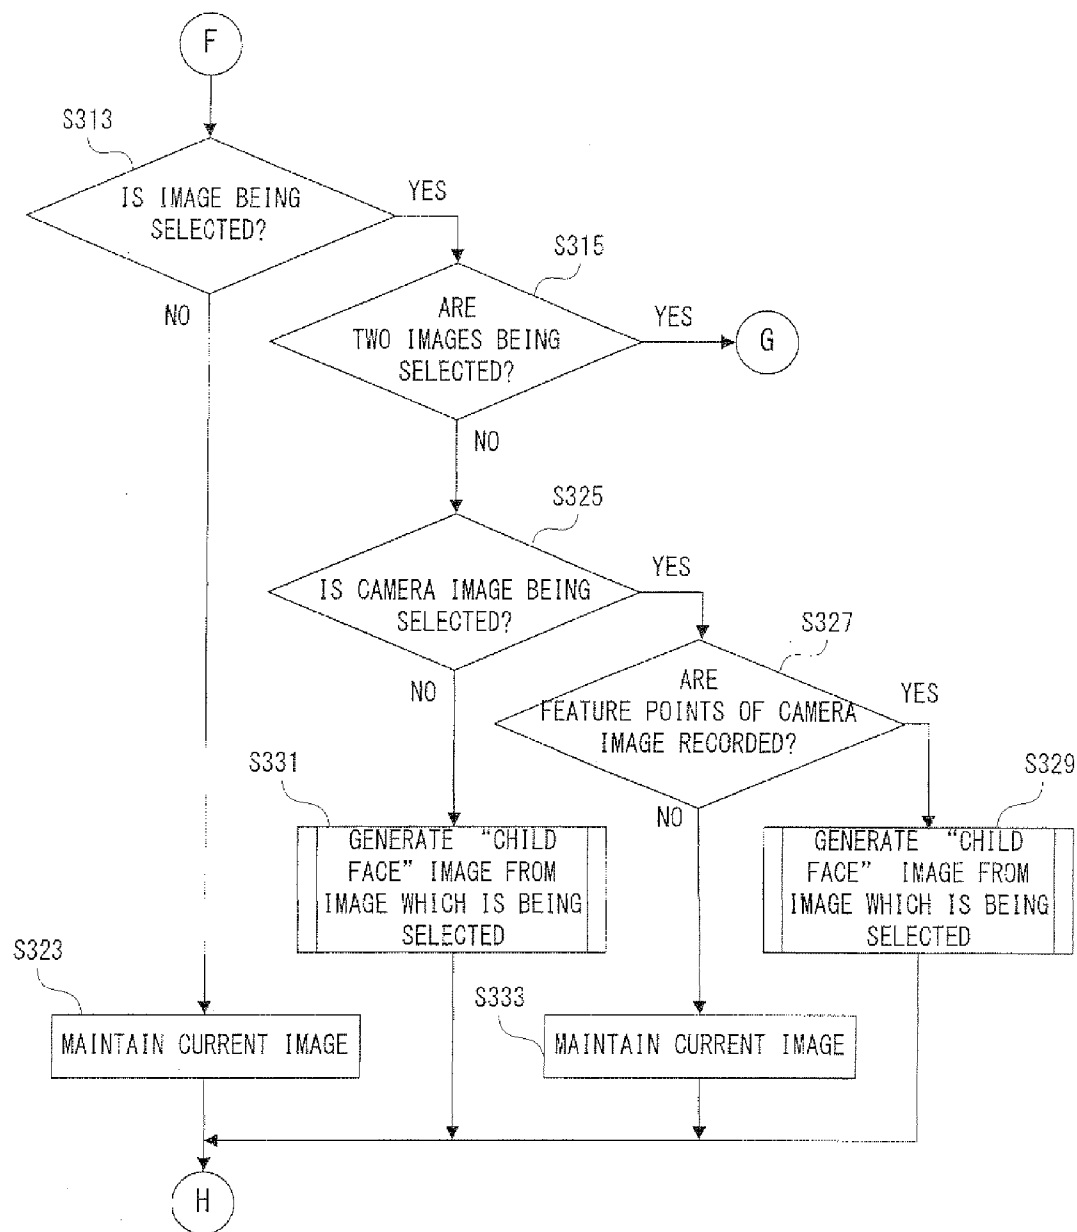 F
S313
IS IMAGE BEING
SELECTED?
YES
NO
S315
ARE
TWO IMAGES BEING
SELECTED?
YES
G
NO
S325
IS CAMERA IMAGE BEING
SELECTED?
YES
NO
S327
ARE
FEATURE POINTS OF CAMERA
IMAGE RECORDED?
YES
NO
S331
GENERATE "CHILD
FACE" IMAGE FROM
IMAGE WHICH IS BEING
SELECTED
S329
GENERATE "CHILD
FACE" IMAGE FROM
IMAGE WHICH IS BEING
SELECTED
S323
MAINTAIN CURRENT IMAGE
S333
MAINTAIN CURRENT IMAGE
H